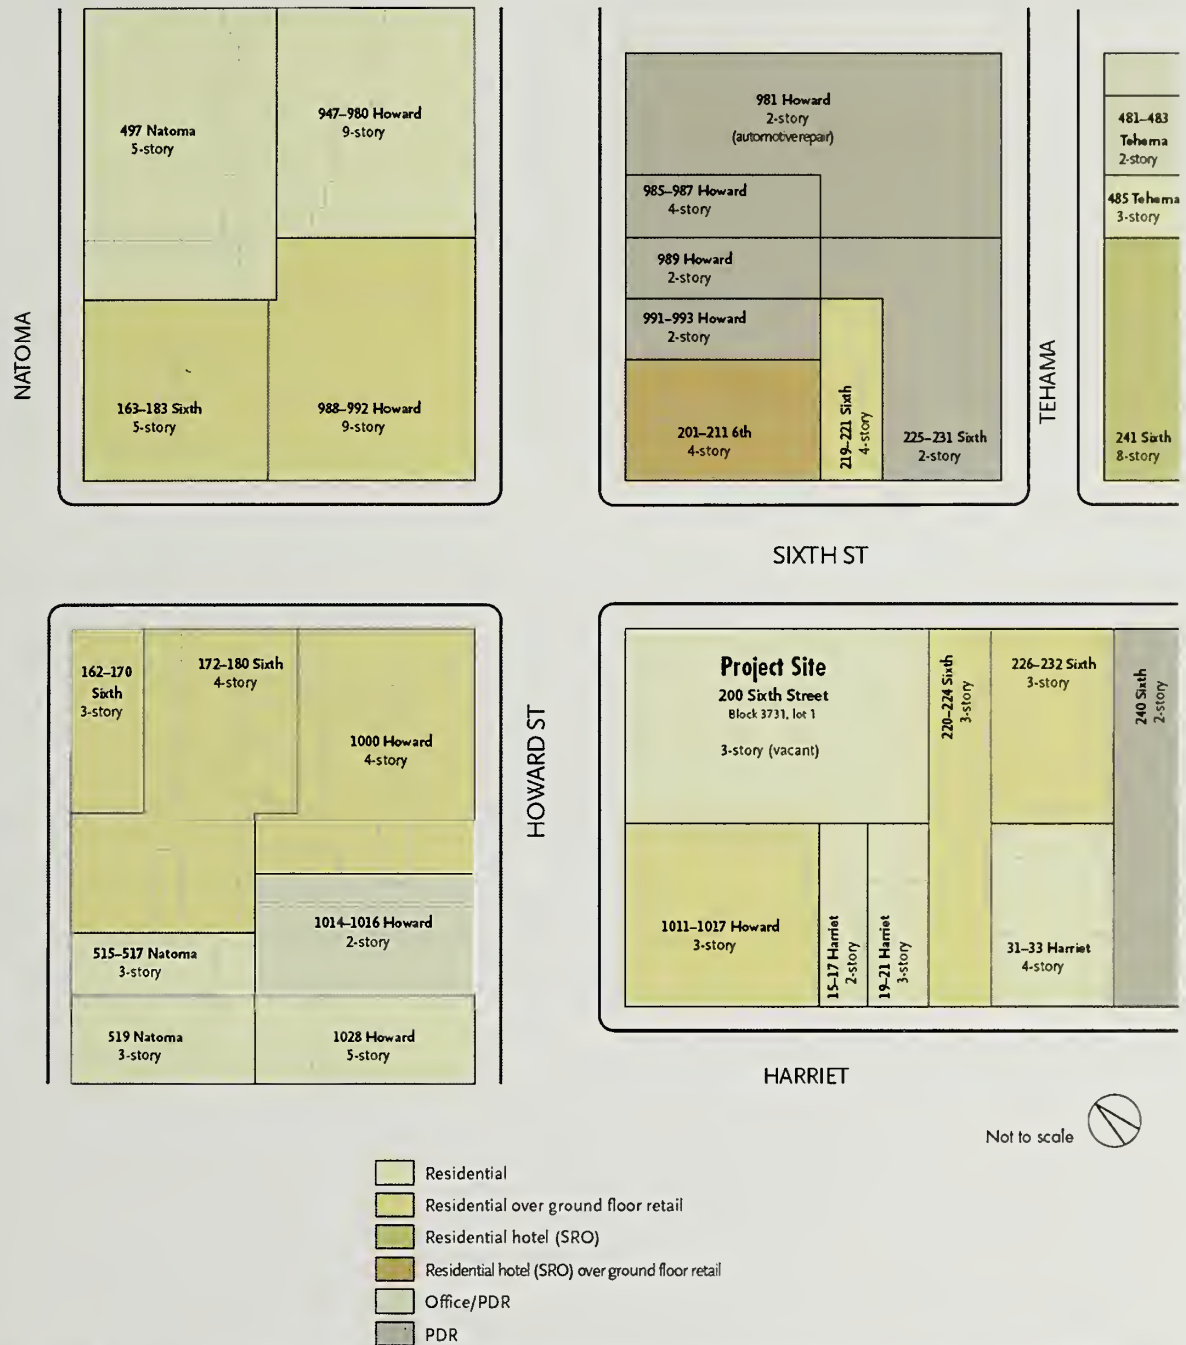 497 Natoma
5-story
947–980 Howard
9-story
163–183 Sixth
5-story
988–992 Howard
9-story
NATOMA
981 Howard
2-story
(automotive repair)
985–987 Howard
4-story
989 Howard
2-story
991–993 Howard
2-story
201–211 6th
4-story
219–221 Sixth
4-story
225–231 Sixth
2-story
TEHAMA
481–483
Tehema
2-story
485 Tehema
3-story
241 Sixth
8-story
SIXTH ST
162–170
Sixth
3-story
172–180 Sixth
4-story
1000 Howard
4-story
1014–1016 Howard
2-story
515–517 Natoma
3-story
519 Natoma
3-story
1028 Howard
5-story
HOWARD ST
Project Site
200 Sixth Street
Block 3731, lot 1
3-story (vacant)
220–224 Sixth
3-story
226–232 Sixth
3-story
240 Sixth
2-story
1011–1017 Howard
3-story
15–17 Harriet
2-story
19–21 Harriet
3-story
31–33 Harriet
4-story
HARRIET
Not to scale
Residential
Residential over ground floor retail
Residential hotel (SRO)
Residential hotel (SRO) over ground floor retail
Office/PDR
PDR